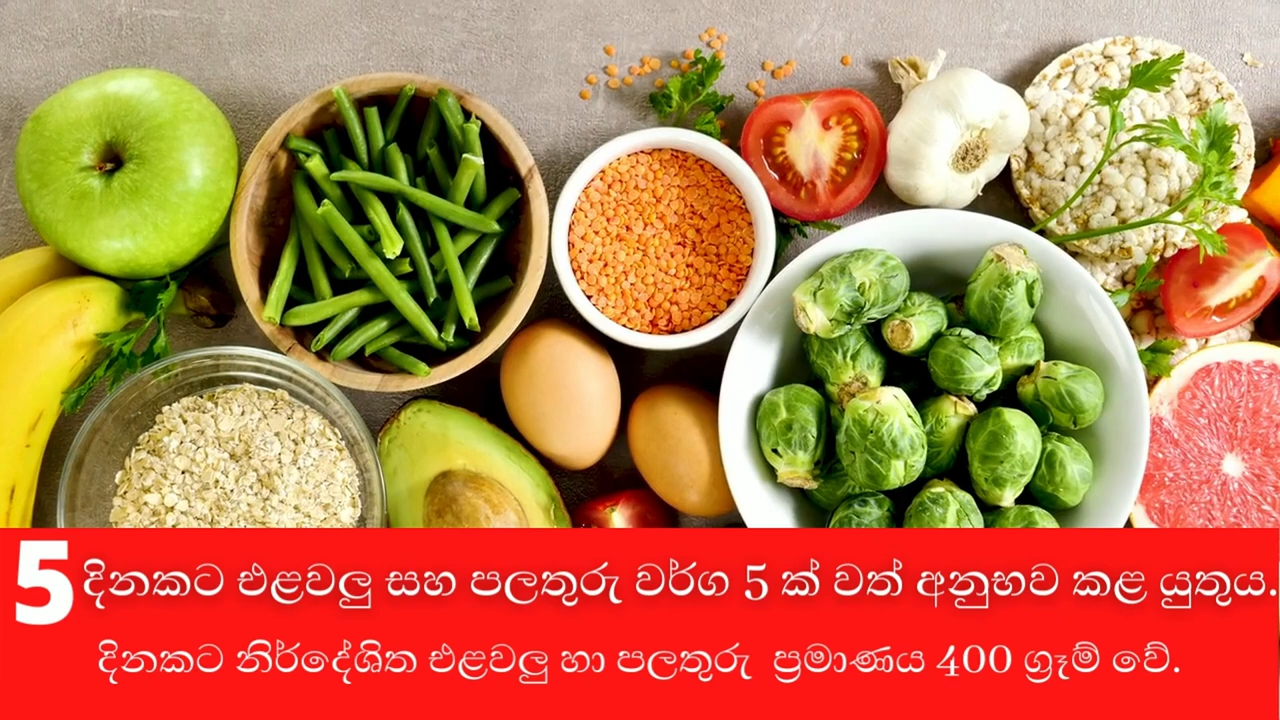 5 දිනකට එළවලු සහ පලතුරු වර්ග 5 ක් වත් අනුභව කළ යුතුය.
දිනකට නිර්දේශිත එළවලු හා පලතුරු ප්‍රමාණය 400 ග්‍රෑම් වේ.